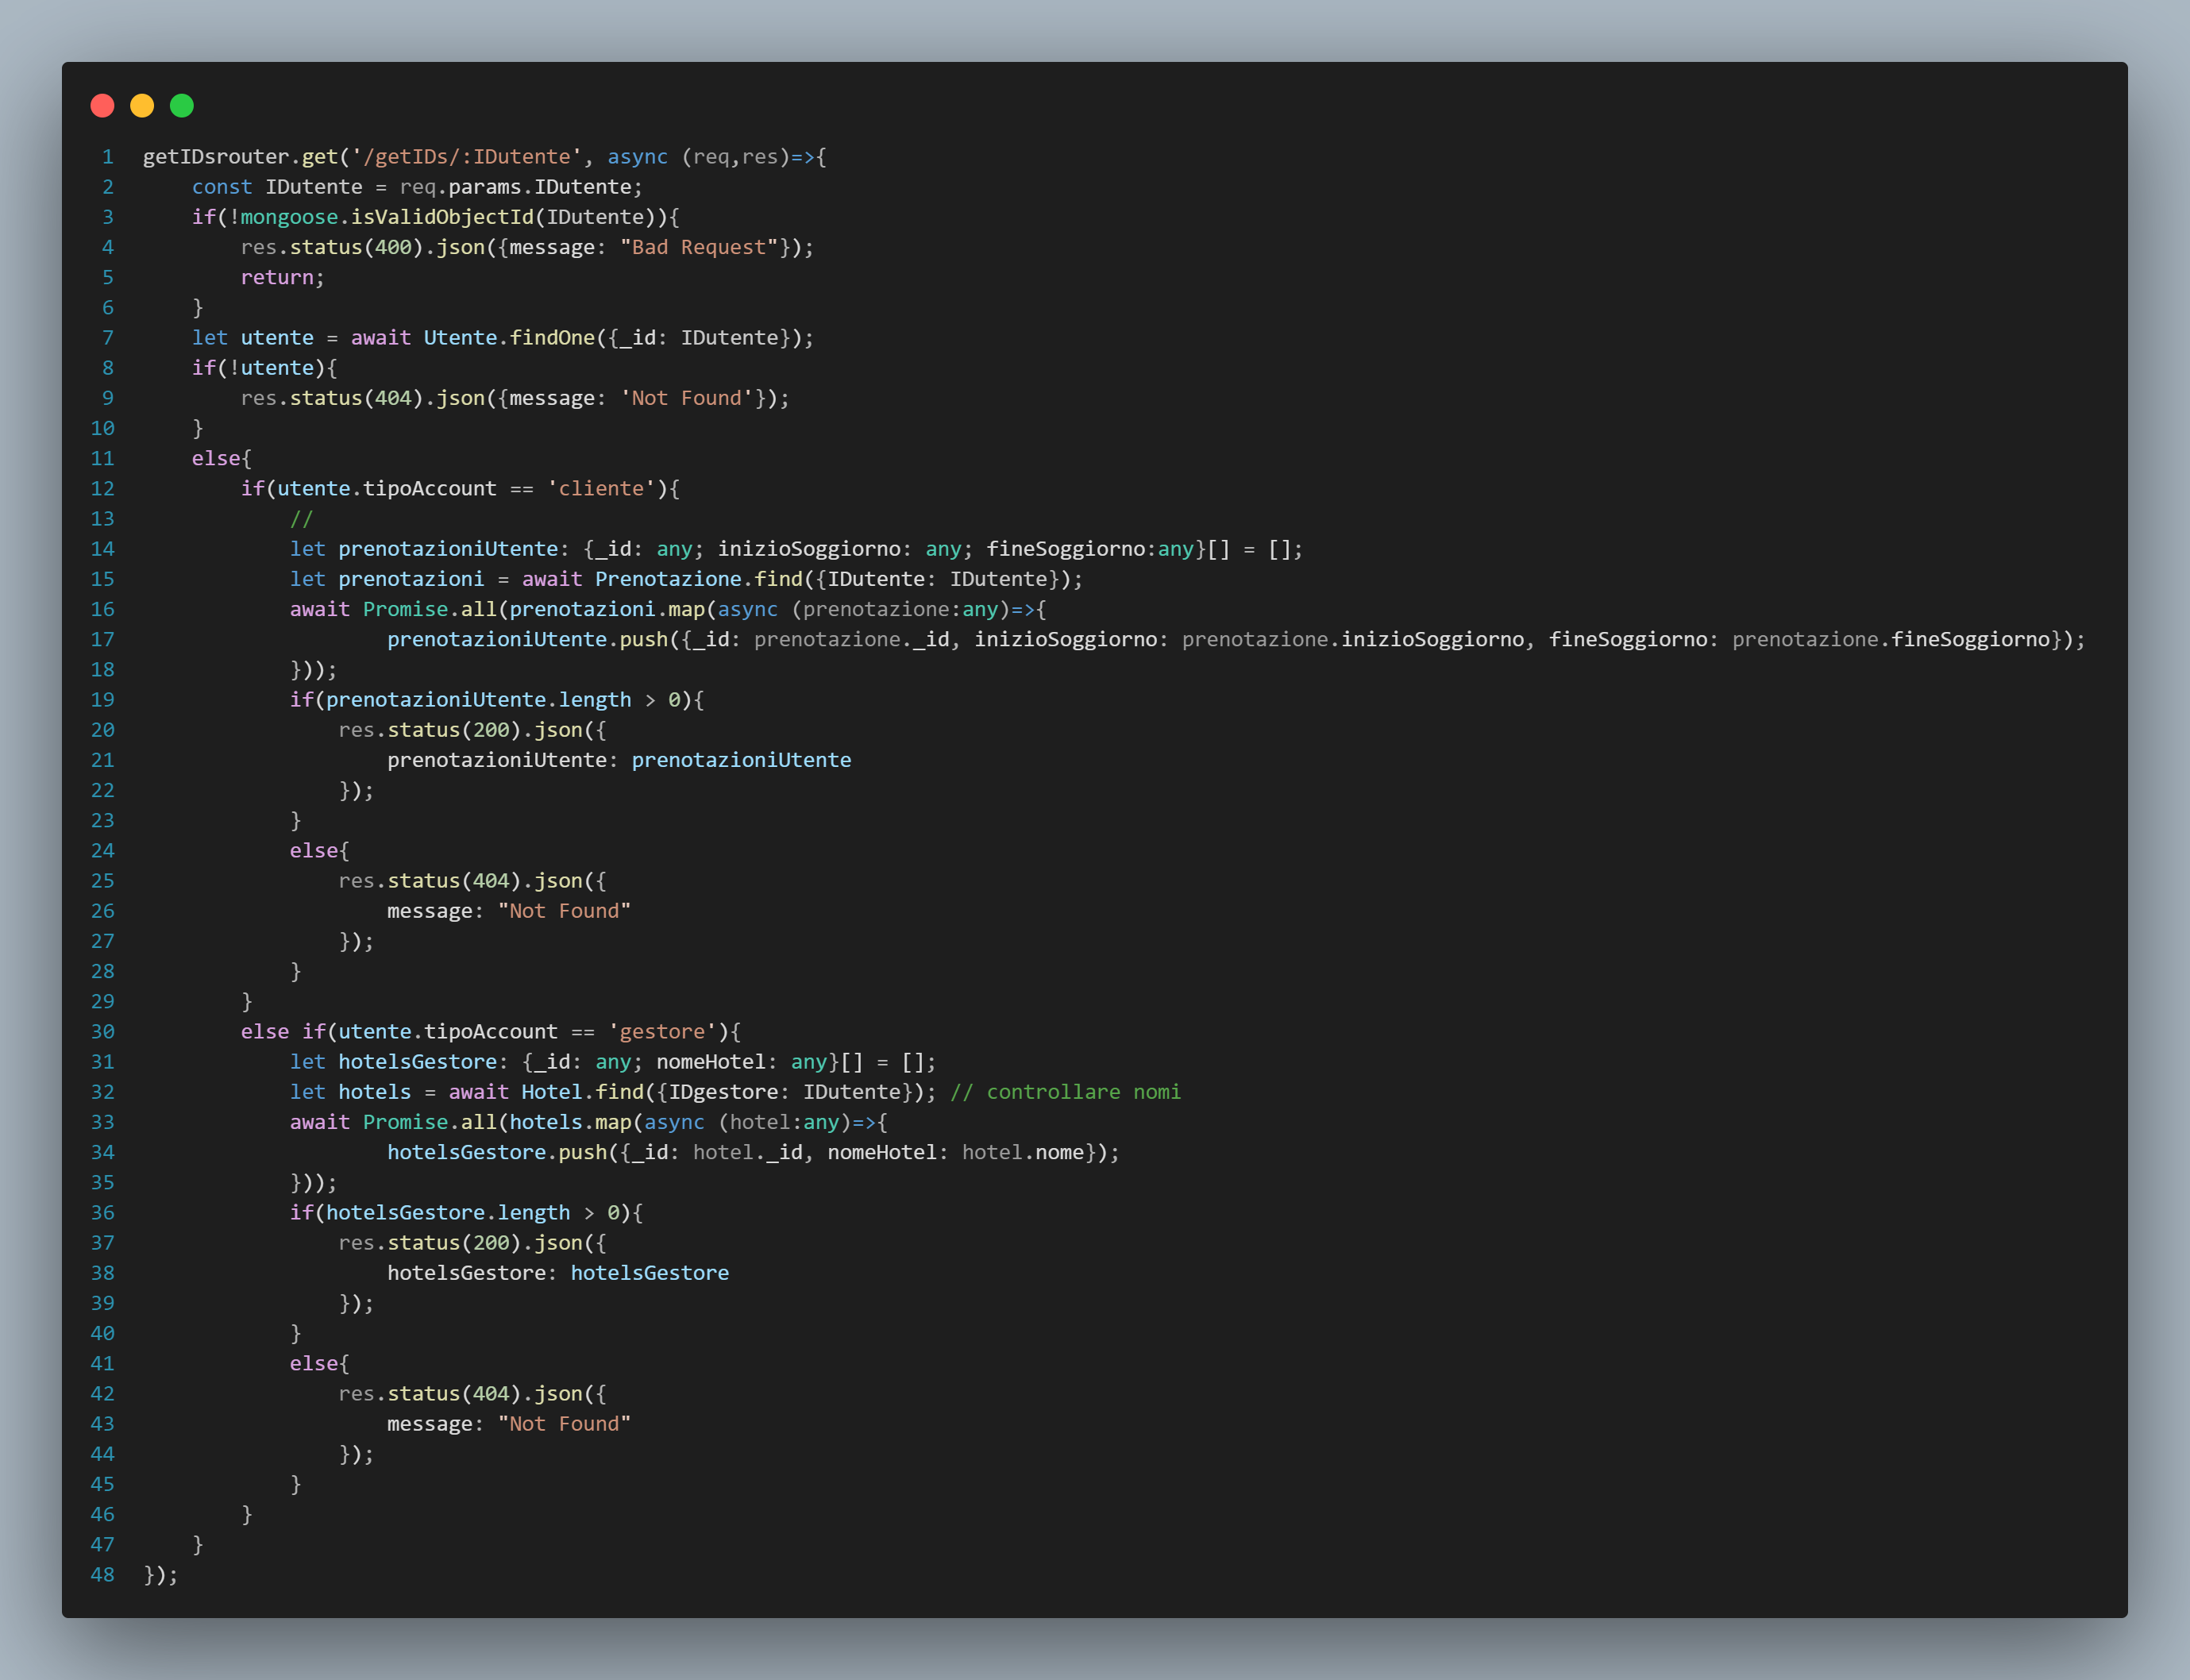 1 getIDsrouter.get('/getIDs/:IDutente', async (req,res)=>{
2     const IDutente = req.params.IDutente;
3     if(!mongoose.isValidObjectId(IDutente)){
4         res.status(400).json({message: "Bad Request"});
5         return;
6     }
7     let utente = await Utente.findOne({_id: IDutente});
8     if(!utente){
9         res.status(404).json({message: 'Not Found'});
10     }
11     else{
12         if(utente.tipoAccount == 'cliente'){
13             //
14             let prenotazioniUtente: {_id: any; inizioSoggiorno: any; fineSoggiorno:any}[] = [];
15             let prenotazioni = await Prenotazione.find({IDutente: IDutente});
16             await Promise.all(prenotazioni.map(async (prenotazione:any)=>{
17                     prenotazioniUtente.push({_id: prenotazione._id, inizioSoggiorno: prenotazione.inizioSoggiorno, fineSoggiorno: prenotazione.fineSoggiorno});
18             }));
19             if(prenotazioniUtente.length > 0){
20                 res.status(200).json({
21                     prenotazioniUtente: prenotazioniUtente
22                 });
23             }
24             else{
25                 res.status(404).json({
26                     message: "Not Found"
27                 });
28             }
29         }
30         else if(utente.tipoAccount == 'gestore'){
31             let hotelsGestore: {_id: any; nomeHotel: any}[] = [];
32             let hotels = await Hotel.find({IDgestore: IDutente}); // controllare nomi
33             await Promise.all(hotels.map(async (hotel:any)=>{
34                     hotelsGestore.push({_id: hotel._id, nomeHotel: hotel.nome});
35             }));
36             if(hotelsGestore.length > 0){
37                 res.status(200).json({
38                     hotelsGestore: hotelsGestore
39                 });
40             }
41             else{
42                 res.status(404).json({
43                     message: "Not Found"
44                 });
45             }
46         }
47     }
48 });